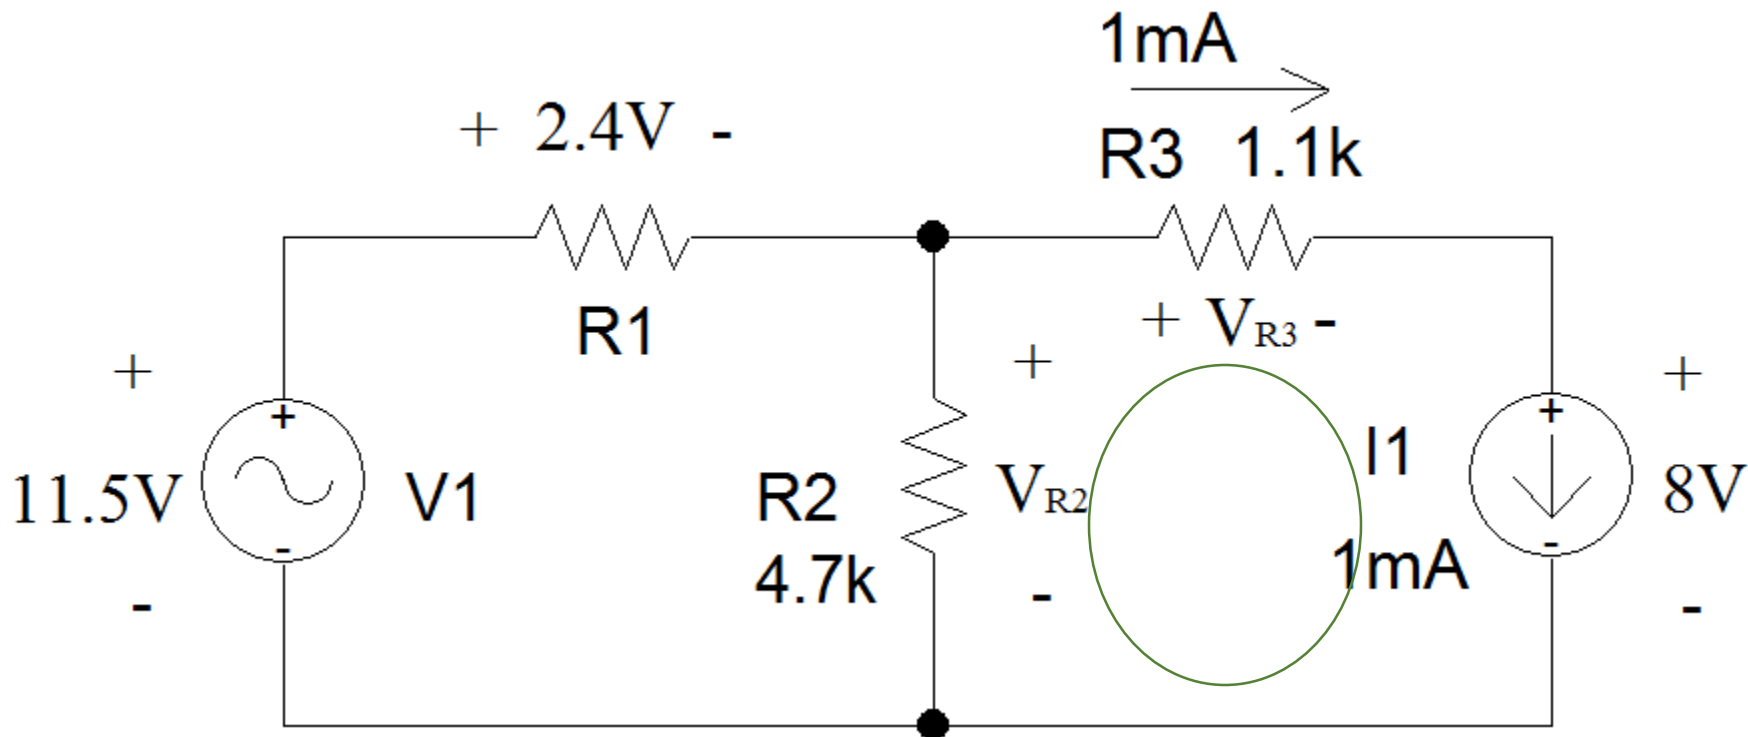 1mA
+ 2.4V -
R3 1.1k
R1
+ VR3 -
+
+
+
+
+
I1
11.5V
V1
R2
VR2
8V
4.7k
1mA
-
-
-
-
-